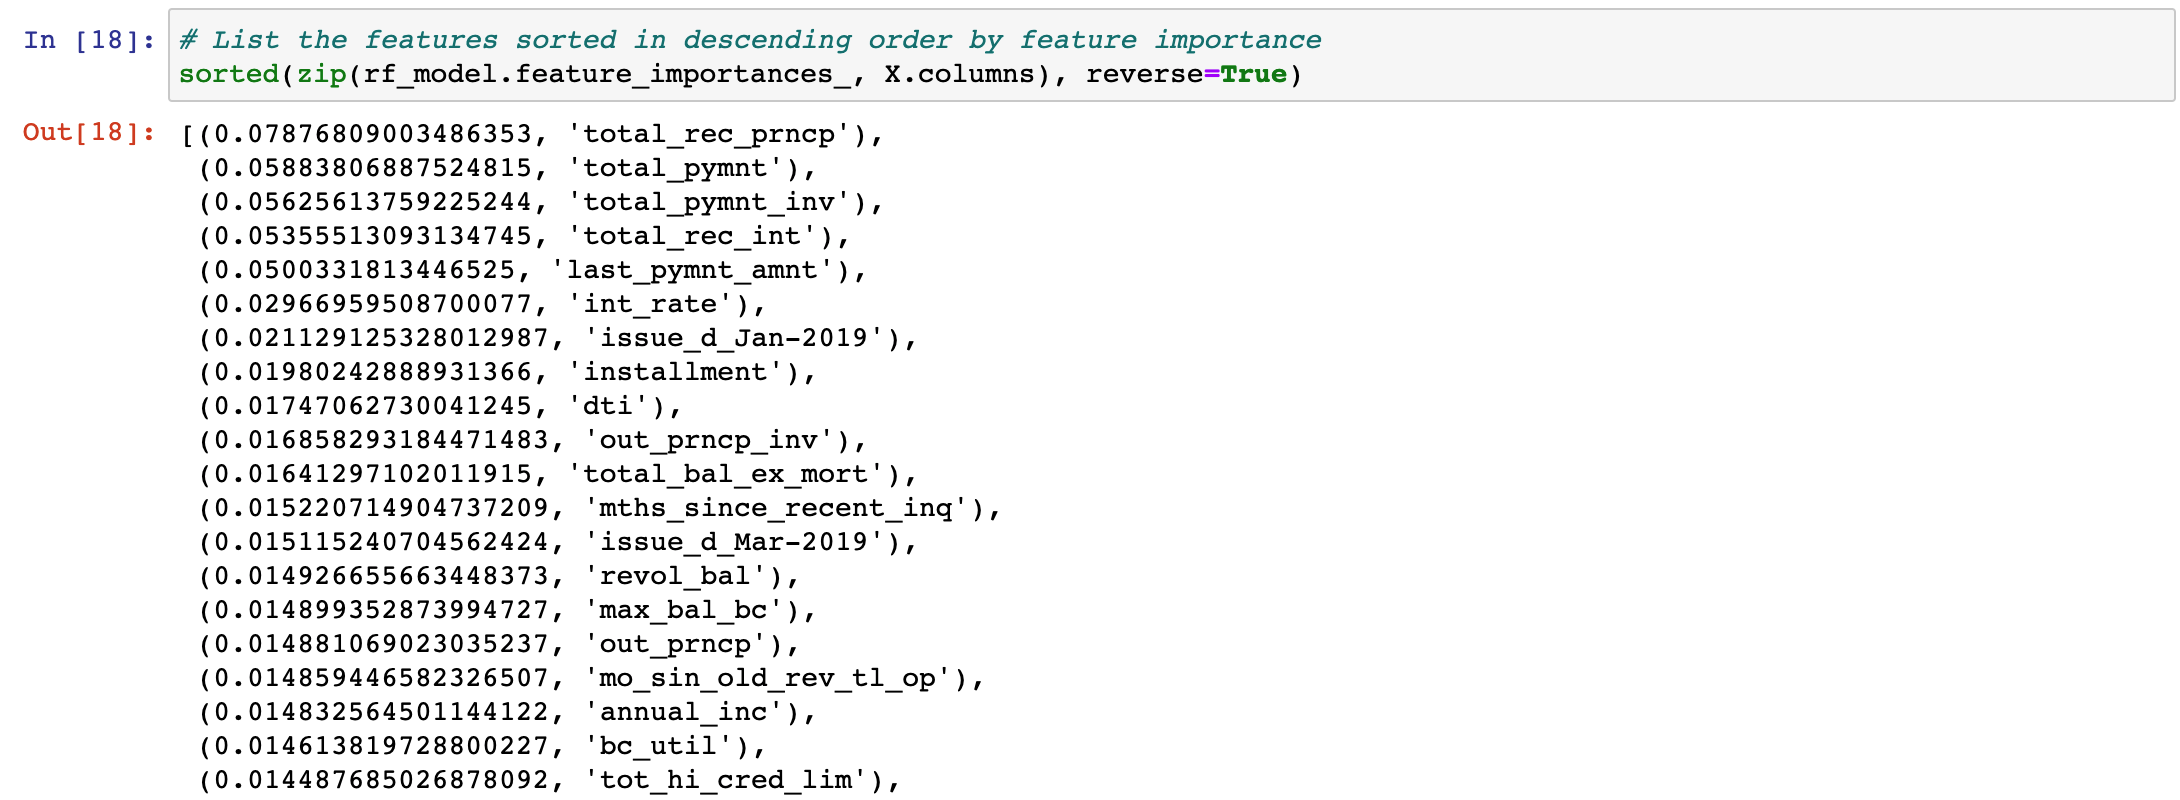 In [18]: # List the features sorted in descending order by feature importance
sorted(zip(rf_model.feature_importances_, X.columns), reverse=True)
Out[18]: [(0.07876809003486353, 'total_rec_prncp'),
(0.05883806887524815, 'total_pymnt'),
(0.05625613759225244, 'total_pymnt_inv'),
(0.05355513093134745, 'total_rec_int'),
(0.0500331813446525, 'last_pymnt_amnt'),
(0.02966959508700077, 'int_rate'),
(0.021129125328012987, 'issue_d_Jan-2019'),
(0.01980242888931366, 'installment'),
(0.01747062730041245, 'dti'),
(0.016858293184471483, 'out_prncp_inv'),
(0.01641297102011915, 'total_bal_ex_mort'),
(0.015220714904737209, 'mths_since_recent_inq'),
(0.015115240704562424, 'issue_d_Mar-2019'),
(0.014926655663448373, 'revol_bal'),
(0.014899352873994727, 'max_bal_bc'),
(0.014881069023035237, 'out_prncp'),
(0.014859446582326507, 'mo_sin_old_rev_tl_op'),
(0.014832564501144122, 'annual_inc'),
(0.014613819728800227, 'bc_util'),
(0.014487685026878092, 'tot_hi_cred_lim'),